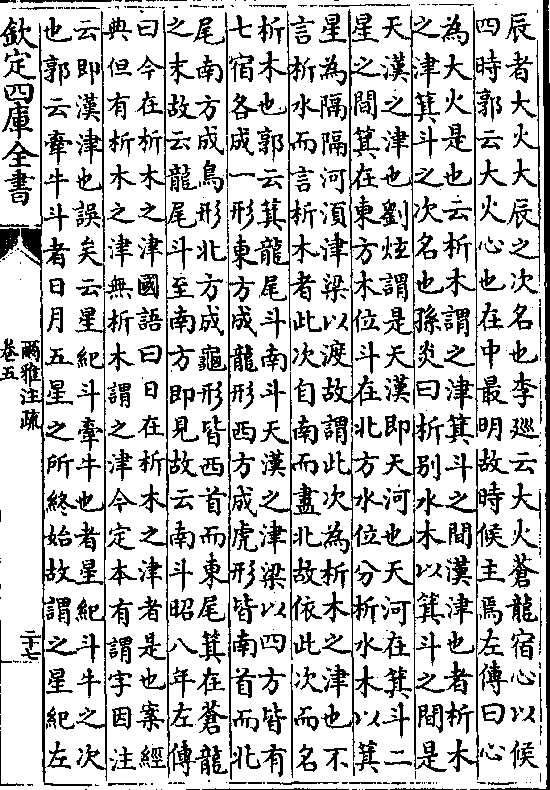 辰者大火大辰之次名也李廵云大火蒼龍宿心以候
四時郭云大火心也在中最明故時候主焉左傳曰心
為大火是也云析木謂之津箕斗之間漢津也者析木
之津箕斗之次名也孫炎曰析别水木以箕斗之間是
天漢之津也劉炫謂是天漢即天河也天河在箕斗二
星之間箕在東方木位斗在北方水位分析水木以箕
星為隔隔河湏津梁以渡故謂此次為析木之津也不
言析水而言析木者此次自南而盡北故依此次而名
析木也郭云箕龍尾斗南斗天漢之津梁以四方皆有
七宿各成一形東方成龍形西方成虎形皆南首而北
尾南方成鳥形北方成龜形皆西首而東尾箕在蒼龍
之末故云龍尾斗至南方即見故云南斗昭八年左傳
曰今在析木之津國語曰日在析木之津者是也案經
典但有析木之津無析木謂之津今定本有謂字因注
云即漢津也誤矣云星紀斗牽牛也者星紀斗牛之次
也郭云牽牛斗者日月五星之所終始故謂之星紀左
欽定四庫全書
爾雅注疏
卷五
二十七